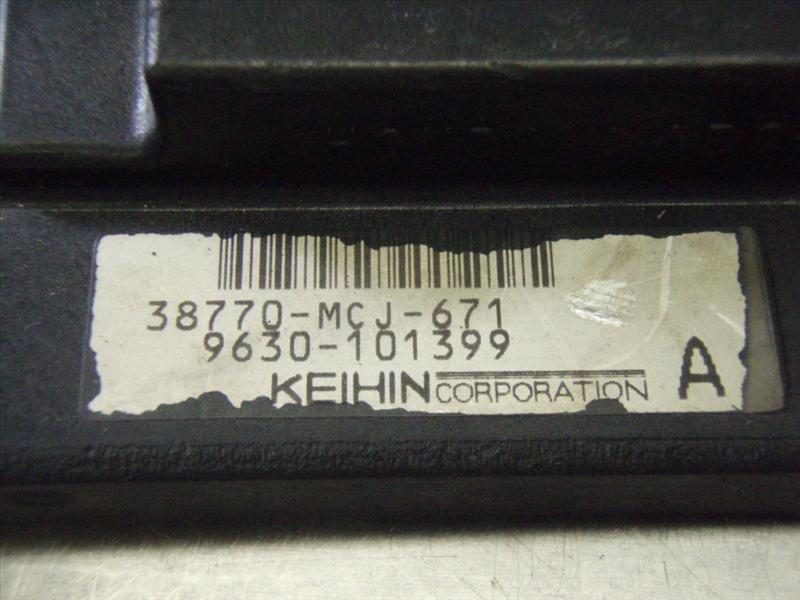 38770-MCJ-671
9630-101399
KEIHIN CORPORATION
A